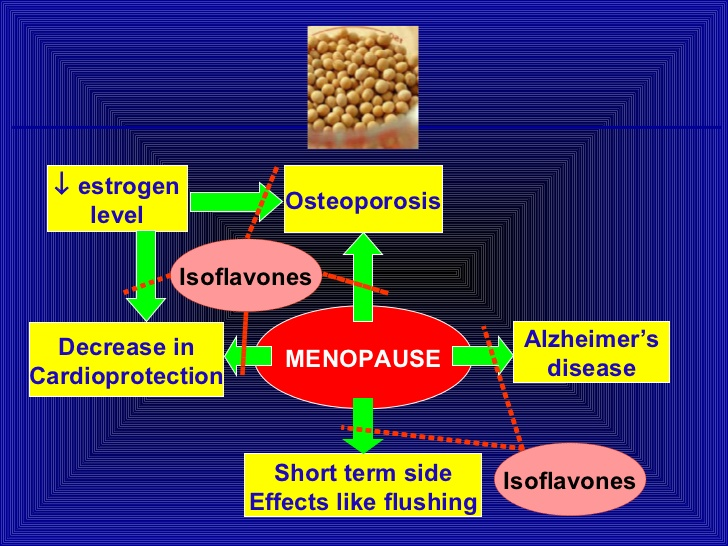 ↓ estrogen
level
Osteoporosis
Isoflavones
Decrease in
Cardioprotection
MENOPAUSE
Alzheimer’s
disease
Short term side
Effects like flushing
Isoflavones